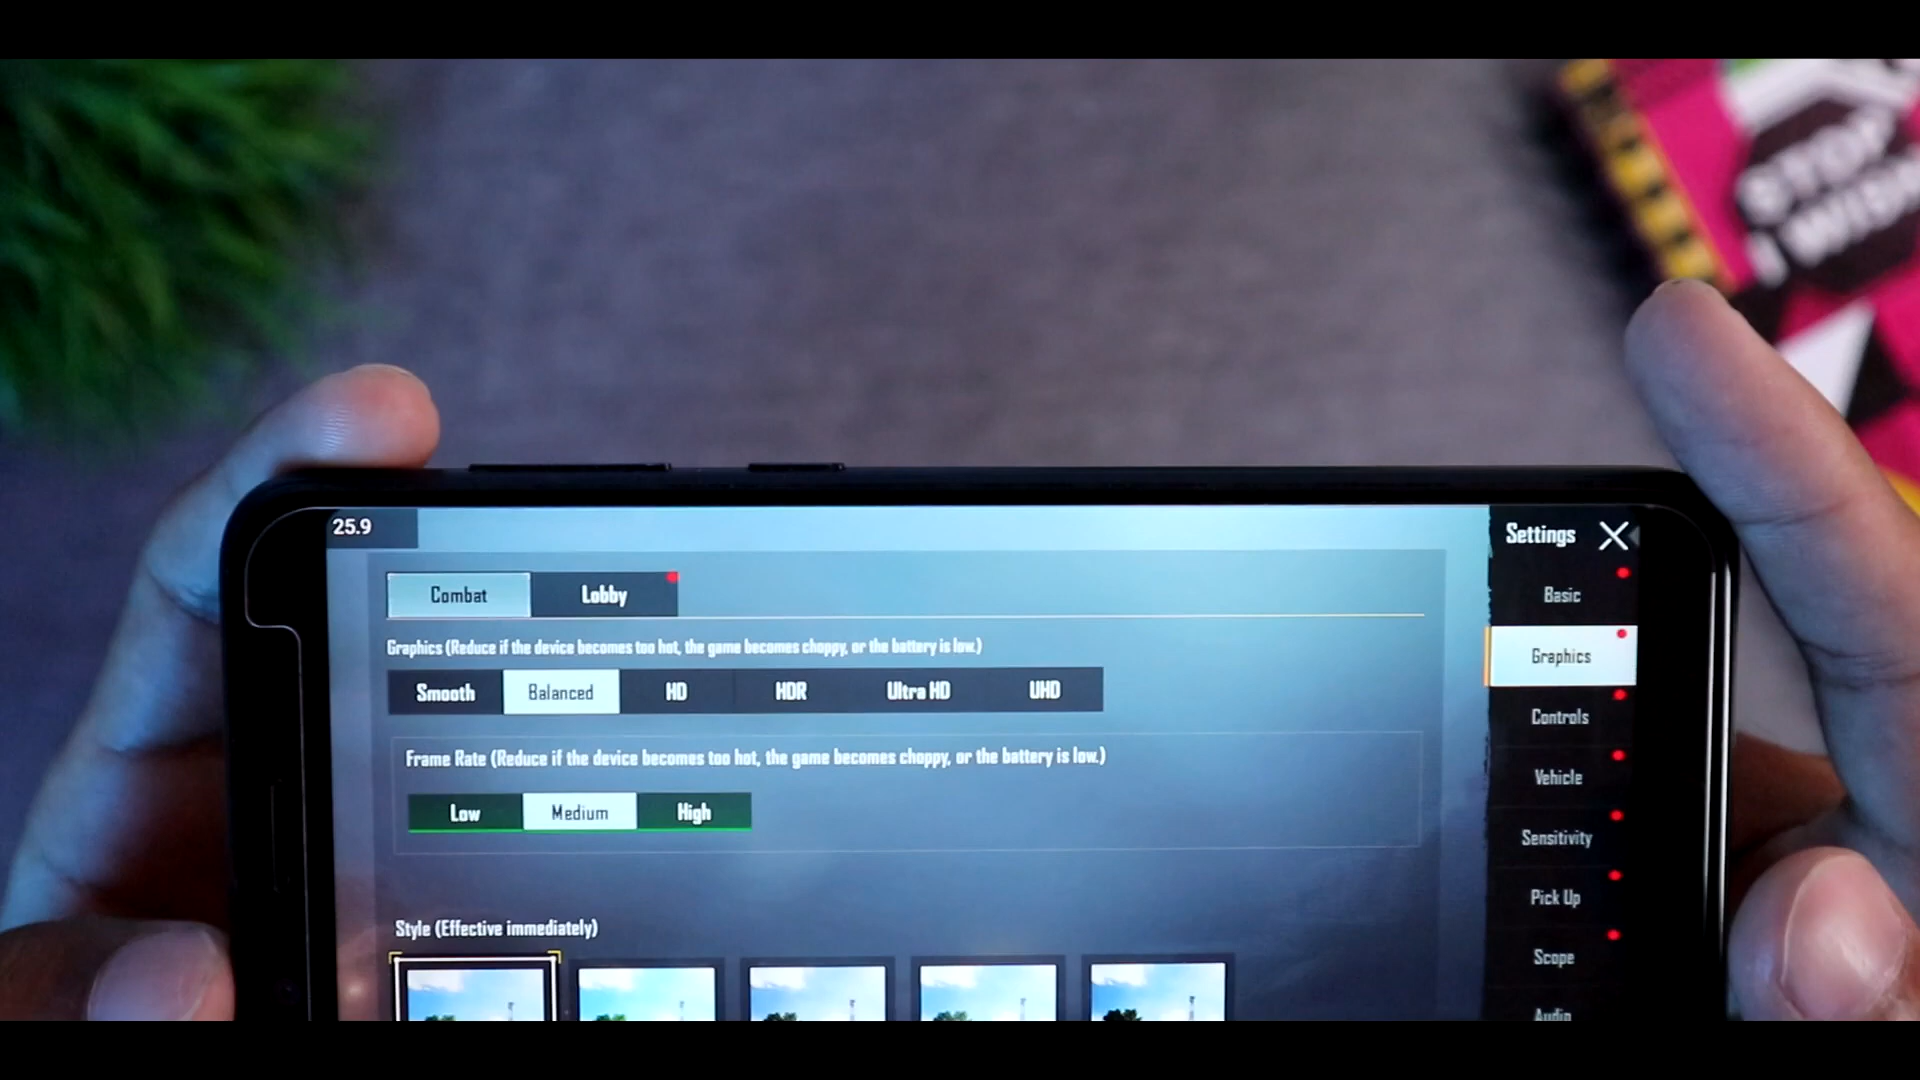 STOP
25.9
Settings
Combat
Lobby
Basic
Graphics (Reduce if the device becomes too hot, the game becomes choppy, or the battery is low.)
Graphics
Smooth
Balanced
HD
HDR
Ultra HD
UHD
Controls
Frame Rate (Reduce if the device becomes too hot, the game becomes choppy, or the battery is low.)
Vehicle
Low
Medium
High
Sensitivity
Pick Up
Style (Effective immediately)
Scope
Audio